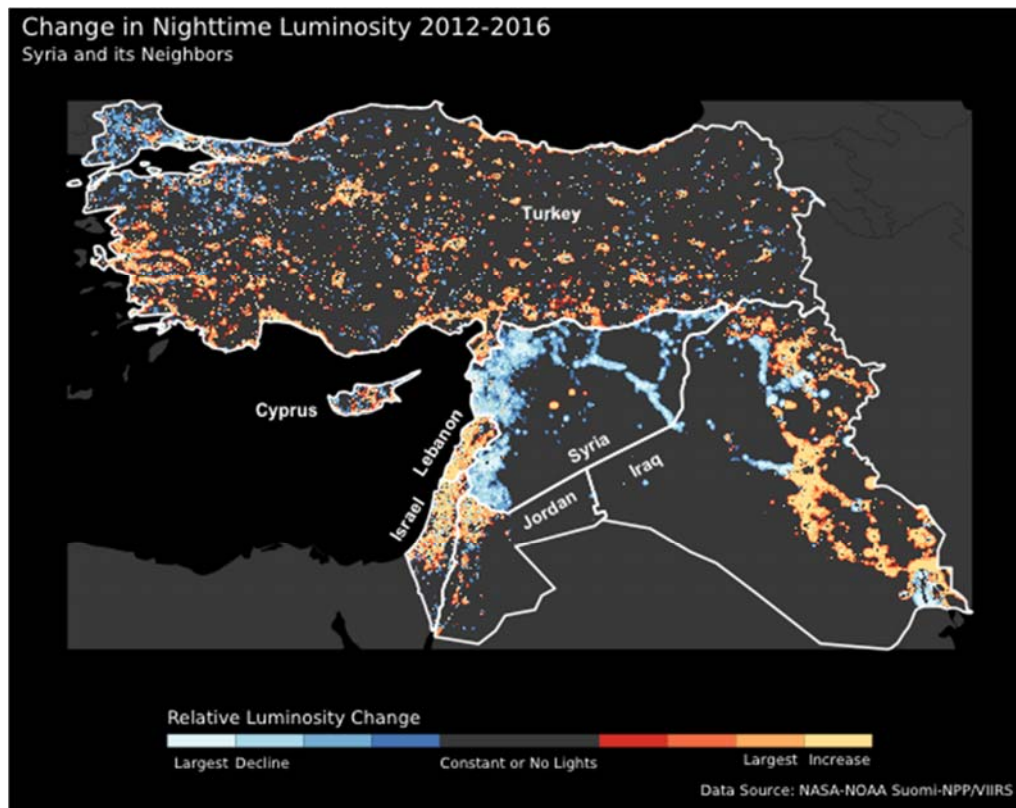 Change in Nighttime Luminosity 2012-2016
Syria and its Neighbors
Turkey
Cyprus
Lebanon
Syria
Iraq
Israel
Jordan
Relative Luminosity Change
Largest Decline
Constant or No Lights
Largest Increase
Data Source: NASA-NOAA Suomi-NPP/VIIRS